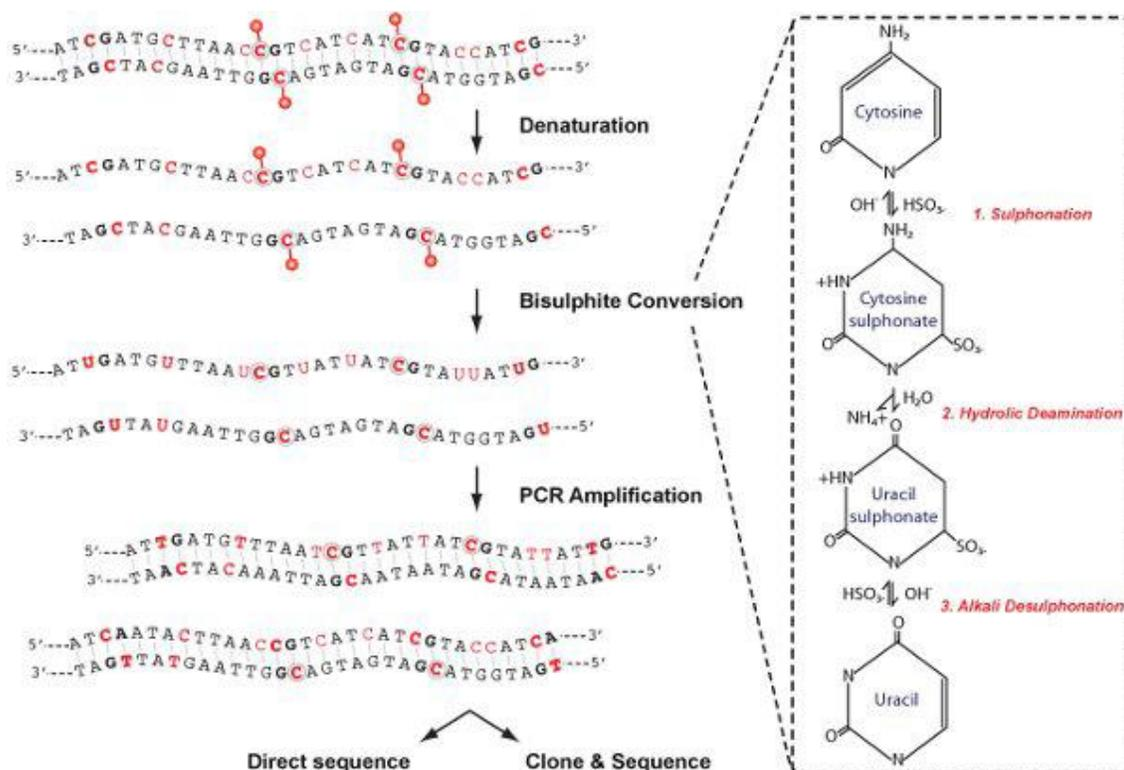 5'----ATCGATGCTTAACCGTCATCATCGTACCATCG----3'
3'----TAGCTACGAATTGGCAGTAGTAGCATGGTAGC----5'
Denaturation
5'----ATCGATGCTTAACCGTCATCATCGTACCATCG----3'
3'----TAGCTACGAATTGGCAGTAGTAGCATGGTAGC----5'
Bisulphite Conversion
5'----ATUGATGUTTAAUCGTUATUATCGTAUUATUG----3'
3'----TAGUTAUGAATTGGCAGTAGTAGCATGGTAGU----5'
PCR Amplification
5'----ATTGATGTTTAATCGTTATTATCGTATTATTG----3'
3'----TAACTACAAATTAGCAATAATAGCATAATAAC----5'
5'----ATCAATACTTAACCGTCATCATCGTACCATCA----3'
3'----TAGTTATGAATTGGCAGTAGTAGCATGGTAGT----5'
Direct sequence
Clone & Sequence
NH₂
Cytosine
O
N
OH⁻ HSO₃₋
1. Sulphonation
NH₂
+HN
Cytosine
sulphonate
O
SO₃₋
N
H₂O
NH₄+
2. Hydrolic Deamination
O
+HN
Uracil
sulphonate
O
SO₃₋
N
HSO₃₋ OH⁻
3. Alkali Desulphonation
O
N
Uracil
O
N